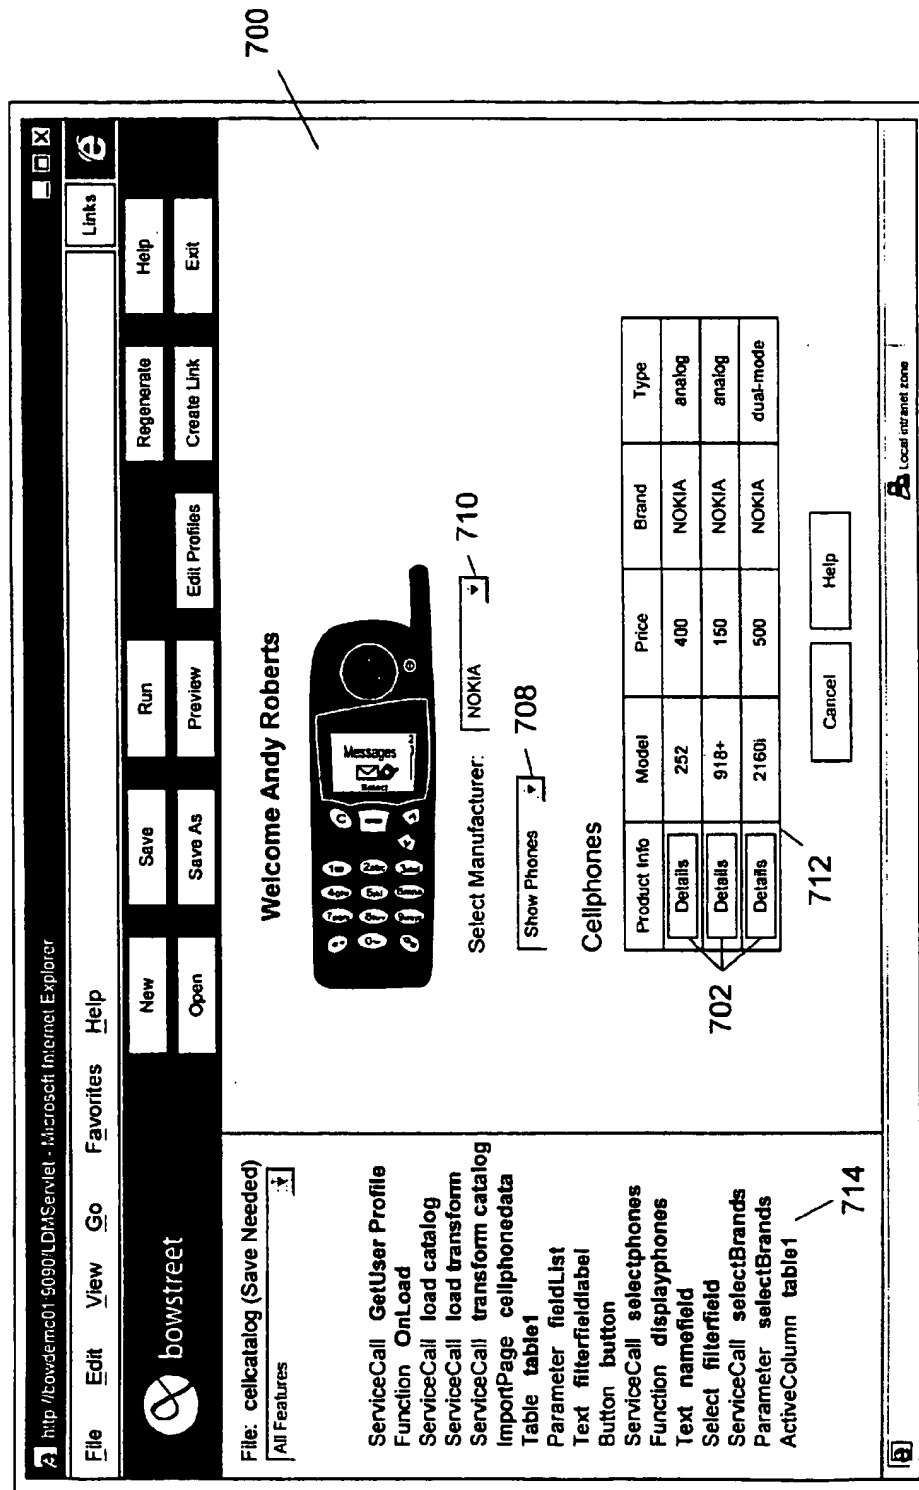 http://bowdemc01:9090/LDMServlet - Microsoft Internet Explorer
File Edit View Go Favorites Help
Links
bowstreet
New Save Run Regenerate Help
Open Save As Preview Edit Profiles Create Link Exit
700
File: cellcatalog (Save Needed)
All Features
ServiceCall GetUser Profile
Function OnLoad
ServiceCall load catalog
ServiceCall load transform
ServiceCall transform catalog
ImportPage cellphonedata
Table table1
Parameter fieldList
Text filterfieldlabel
Button button
ServiceCall selectphones
Function displayphones
Text namefield
Select filterfield
ServiceCall selectBrands
Parameter selectBrands
ActiveColumn table1
714
Welcome Andy Roberts
Messages
Select
C
Select Manufacturer: NOKIA 710
Show Phones 708
Cellphones
Product Info Model Price Brand Type
Details 252 400 NOKIA analog
Details 918+ 150 NOKIA analog
Details 2160i 500 NOKIA dual-mode
702
712
Cancel Help
Local intranet zone